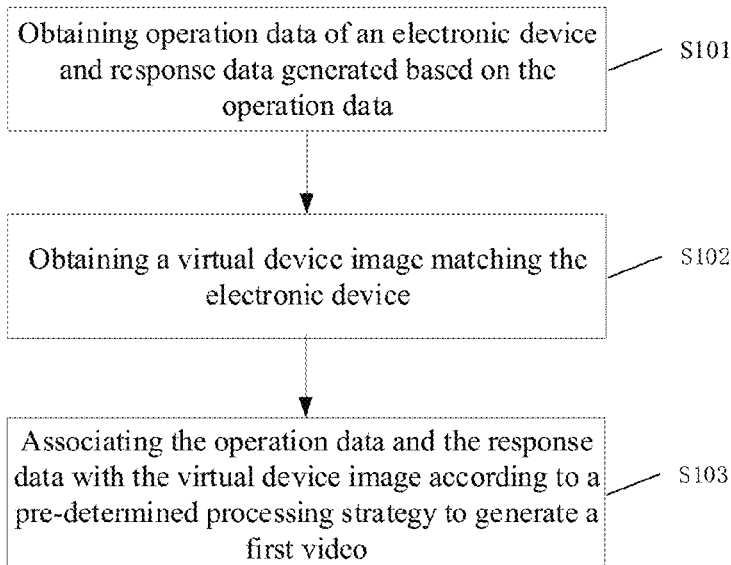 Obtaining operation data of an electronic device
and response data generated based on the
operation data
S101
Obtaining a virtual device image matching the
electronic device
S102
Associating the operation data and the response
data with the virtual device image according to a
pre-determined processing strategy to generate a
first video
S103